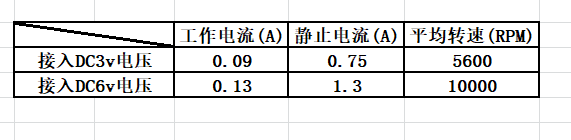 工作电流(A) 静止电流(A) 平均转速(RPM)
接入DC3v电压 0.09 0.75 5600
接入DC6v电压 0.13 1.3 10000